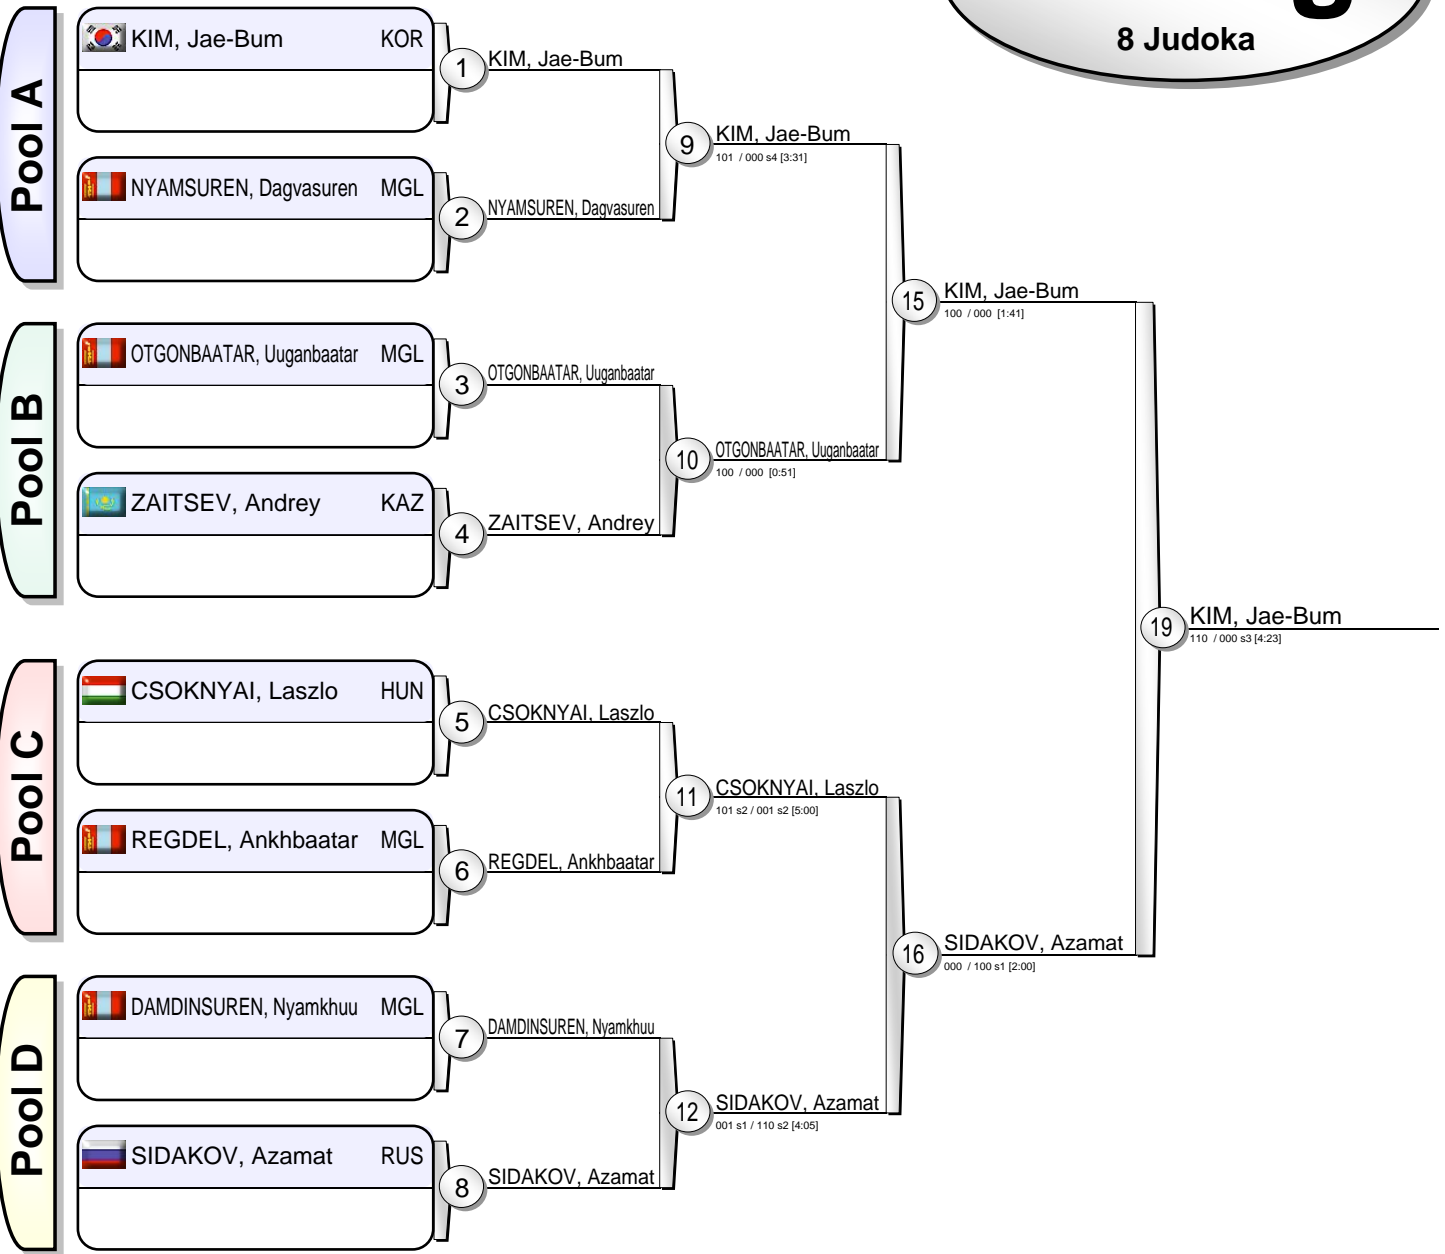 8 Judoka
Pool A
KIM, Jae-Bum KOR
1
KIM, Jae-Bum
NYAMSUREN, Dagvasuren MGL
2
NYAMSUREN, Dagvasuren
9
KIM, Jae-Bum
101 / 000 s4 [3:31]
Pool B
OTGONBAATAR, Uuganbaatar MGL
3
OTGONBAATAR, Uuganbaatar
ZAITSEV, Andrey KAZ
4
ZAITSEV, Andrey
10
OTGONBAATAR, Uuganbaatar
100 / 000 [0:51]
15
KIM, Jae-Bum
100 / 000 [1:41]
Pool C
CSOKNYAI, Laszlo HUN
5
CSOKNYAI, Laszlo
REGDEL, Ankhbaatar MGL
6
REGDEL, Ankhbaatar
11
CSOKNYAI, Laszlo
101 s2 / 001 s2 [5:00]
Pool D
DAMDINSUREN, Nyamkhuu MGL
7
DAMDINSUREN, Nyamkhuu
SIDAKOV, Azamat RUS
8
SIDAKOV, Azamat
12
SIDAKOV, Azamat
001 s1 / 110 s2 [4:05]
16
SIDAKOV, Azamat
000 / 100 s1 [2:00]
19
KIM, Jae-Bum
110 / 000 s3 [4:23]